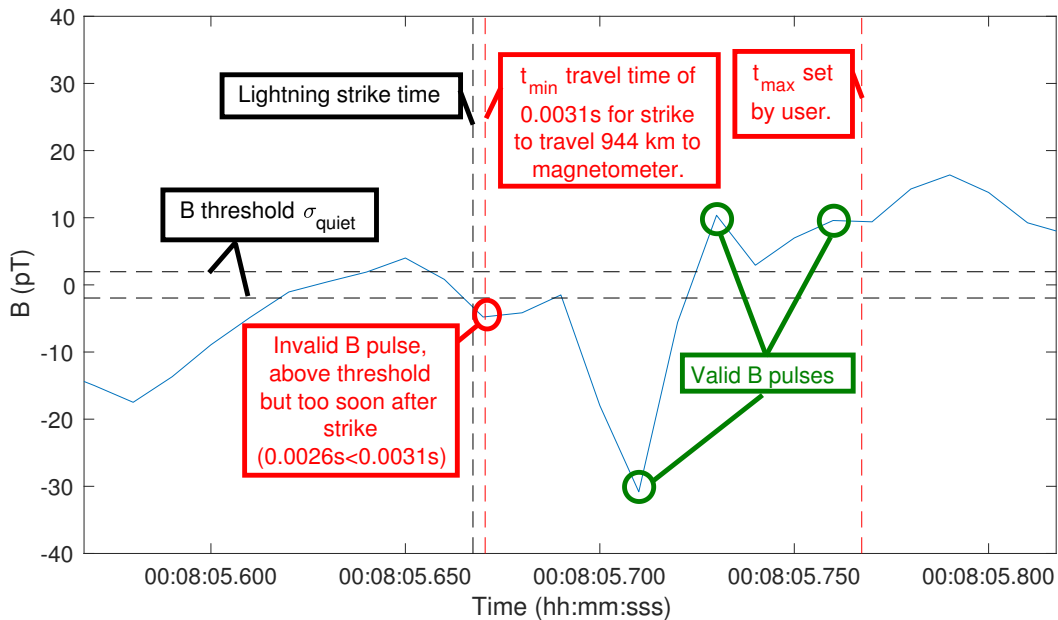 40
30
20
10
0
-10
-20
-30
-40
B (pT)
Lightning strike time
t_min travel time of
0.0031s for strike
to travel 944 km to
magnetometer.
t_max set
by user.
B threshold σ_quiet
Invalid B pulse,
above threshold
but too soon after
strike
(0.0026s<0.0031s)
Valid B pulses
00:08:05.600
00:08:05.650
00:08:05.700
00:08:05.750
00:08:05.800
Time (hh:mm:sss)